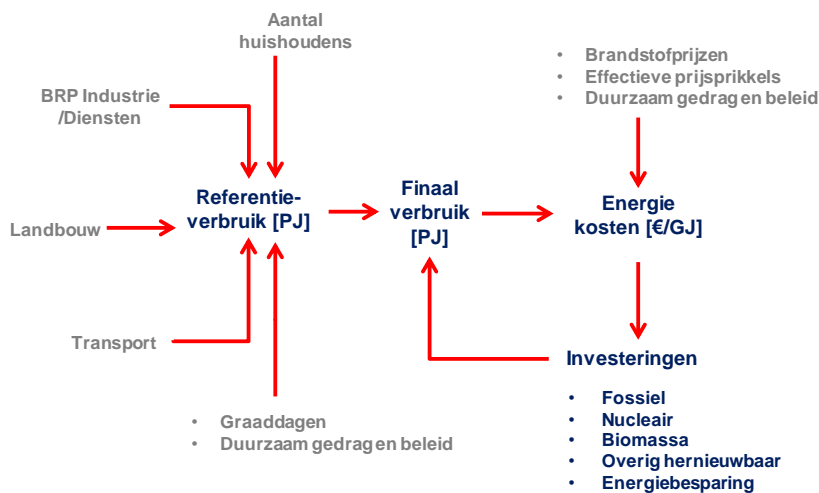 Aantal
huishoudens
• Brandstofprijzen
• Effectieve prijsprikkels
• Duurzaam gedrag en beleid
BRP Industrie
/Diensten
Referentie-
verbruik [PJ]
Finaal
verbruik
[PJ]
Energie
kosten [€/GJ]
Landbouw
Transport
Investeringen
• Graaddagen
• Duurzaam gedrag en beleid
• Fossiel
• Nucleair
• Biomassa
• Overig hernieuwbaar
• Energiebesparing